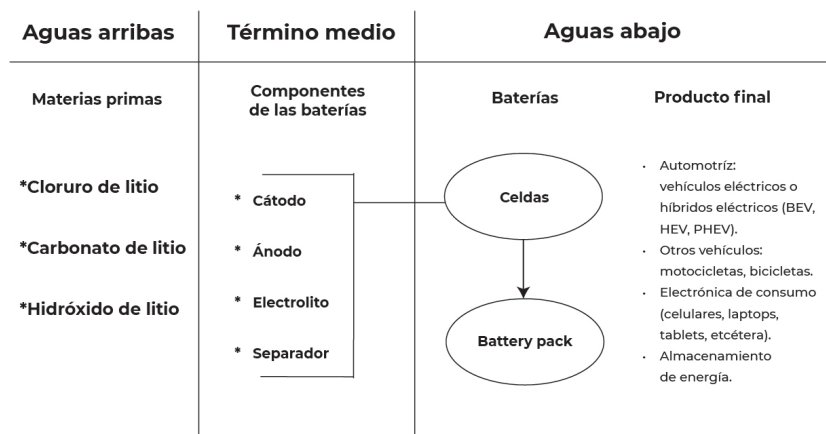 Aguas arribas
Término medio
Aguas abajo
Materias primas
Componentes
de las baterías
Baterías
Producto final
*Cloruro de litio
*Carbonato de litio
*Hidróxido de litio
* Cátodo
* Ánodo
* Electrolito
* Separador
Celdas
Battery pack
· Automotríz:
vehículos eléctricos o
híbridos eléctricos (BEV,
HEV, PHEV).
· Otros vehículos:
motocicletas, bicicletas.
· Electrónica de consumo
(celulares, laptops,
tablets, etcétera).
· Almacenamiento
de energía.